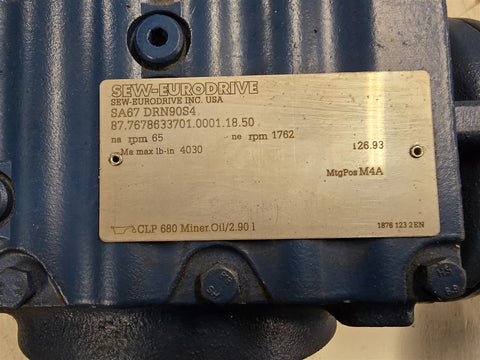 SEW-EURODRIVE
SEW-EURODRIVE INC. USA
SA67 DRN90S4
87.7678633701.0001.18.50
na rpm 65 ne rpm 1762 i 26.93
Ma max lb-in 4030
MtgPos M4A
CLP 680 Miner.Oil/2.90 l
1876 123 2 EN